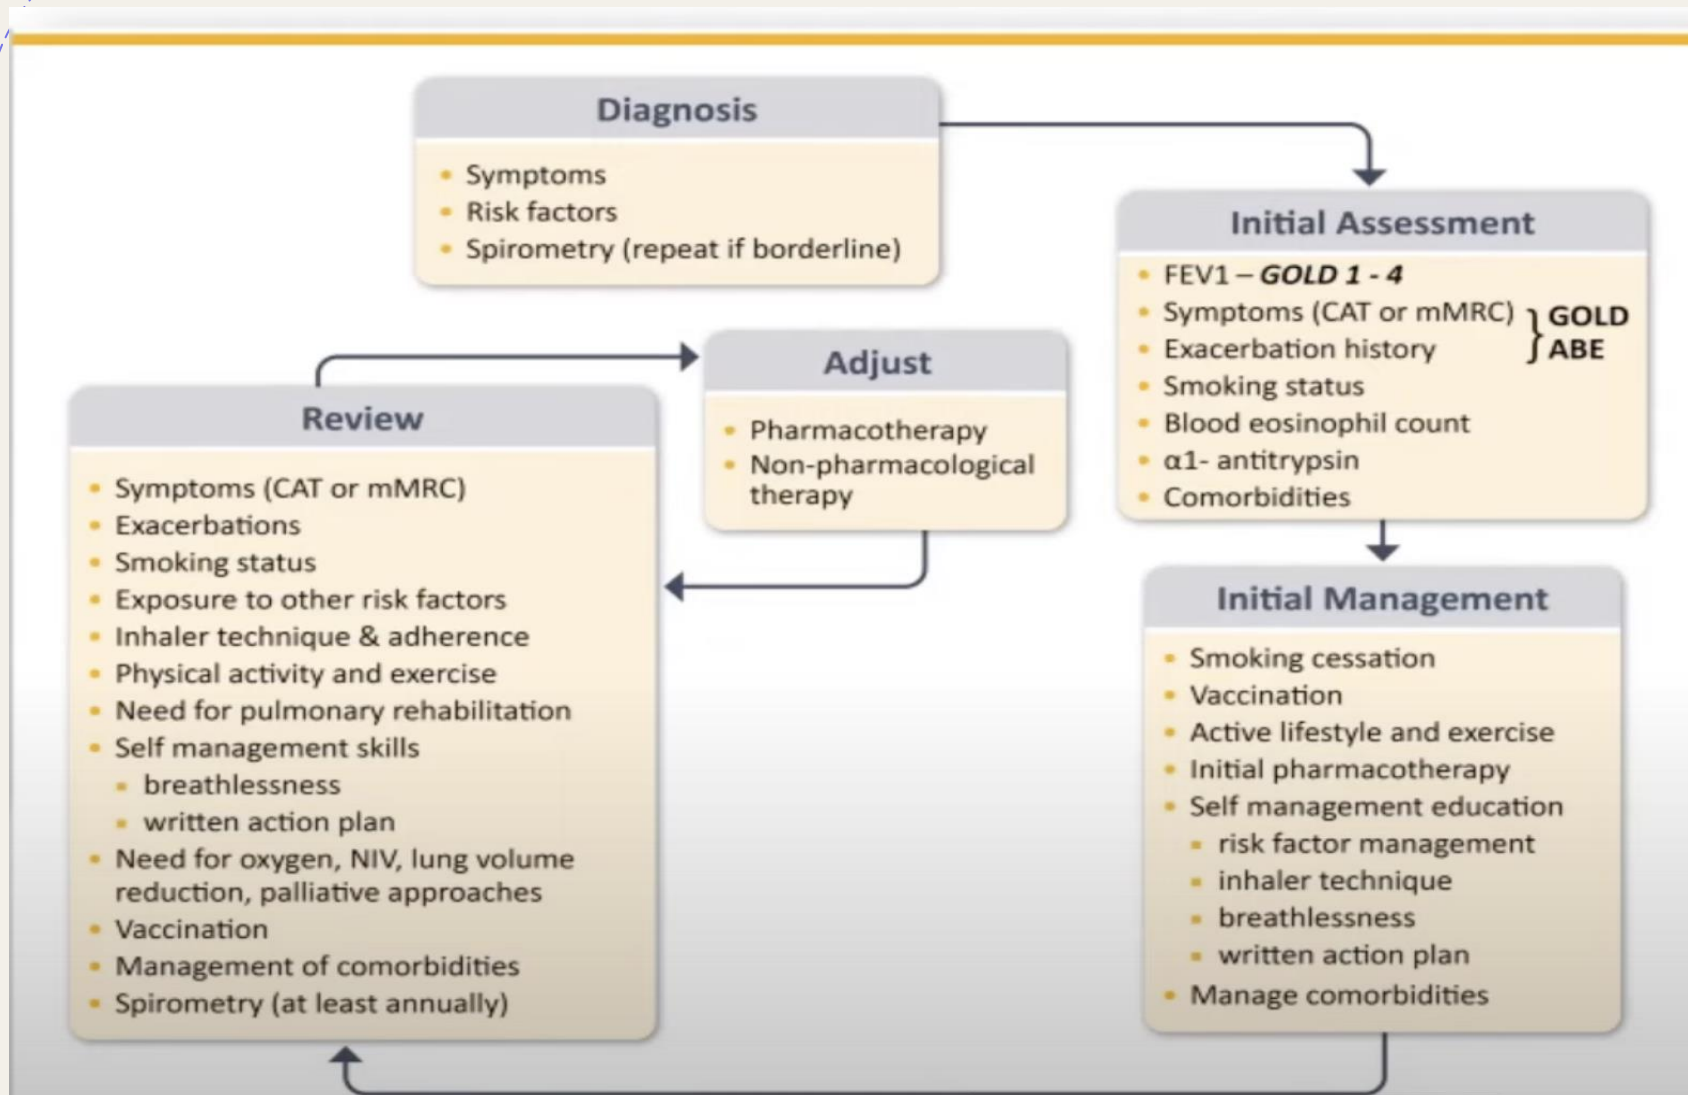 Diagnosis
Symptoms
Risk factors
Spirometry (repeat if borderline)
Initial Assessment
FEV1 – GOLD 1 - 4
Symptoms (CAT or mMRC)
Exacerbation history
} GOLD
ABE
Smoking status
Blood eosinophil count
α1- antitrypsin
Comorbidities
Initial Management
Smoking cessation
Vaccination
Active lifestyle and exercise
Initial pharmacotherapy
Self management education
risk factor management
inhaler technique
breathlessness
written action plan
Manage comorbidities
Review
Symptoms (CAT or mMRC)
Exacerbations
Smoking status
Exposure to other risk factors
Inhaler technique & adherence
Physical activity and exercise
Need for pulmonary rehabilitation
Self management skills
breathlessness
written action plan
Need for oxygen, NIV, lung volume
reduction, palliative approaches
Vaccination
Management of comorbidities
Spirometry (at least annually)
Adjust
Pharmacotherapy
Non-pharmacological
therapy